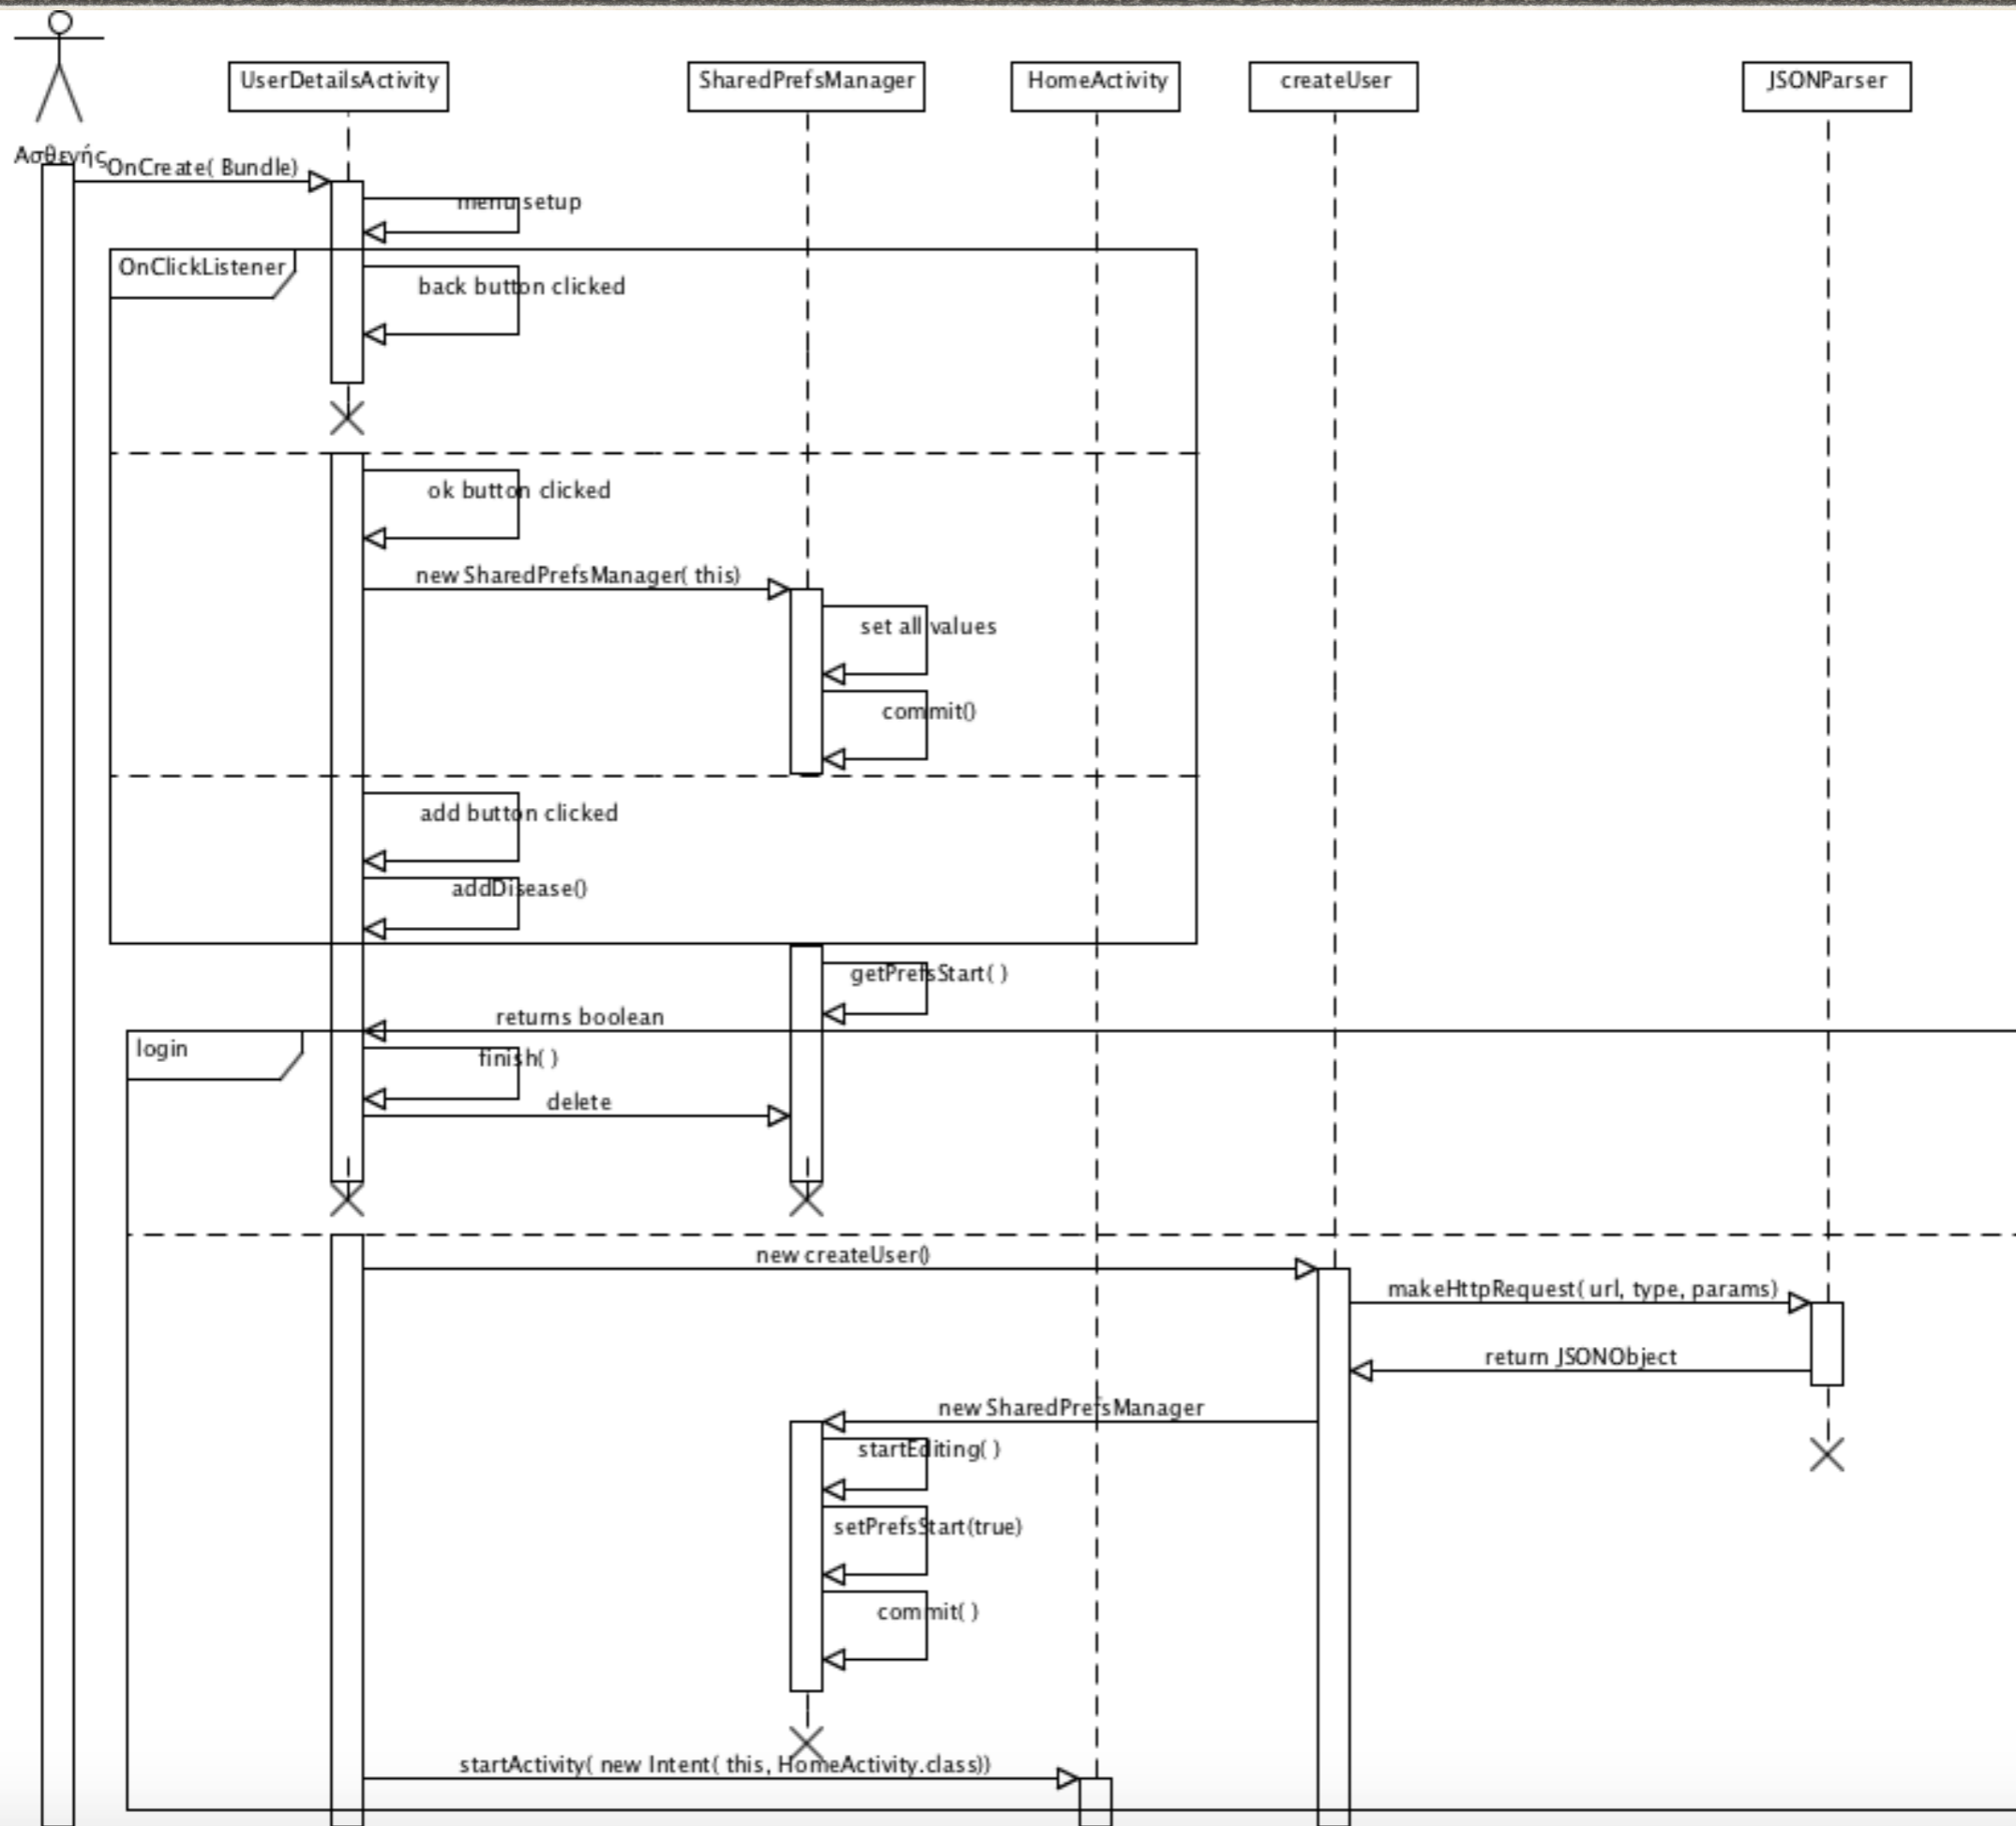 UserDetailsActivity
SharedPrefsManager
HomeActivity
createUser
JSONParser
Ασθενής
OnCreate( Bundle)
menu setup
OnClickListener
back button clicked
ok button clicked
new SharedPrefsManager( this)
set all values
commit()
add button clicked
addDisease()
getPrefsStart( )
returns boolean
login
finish( )
delete
new createUser()
makeHttpRequest( url, type, params)
return JSONObject
new SharedPrefsManager
startEditing( )
setPrefsStart(true)
commit( )
startActivity( new Intent( this, HomeActivity.class))